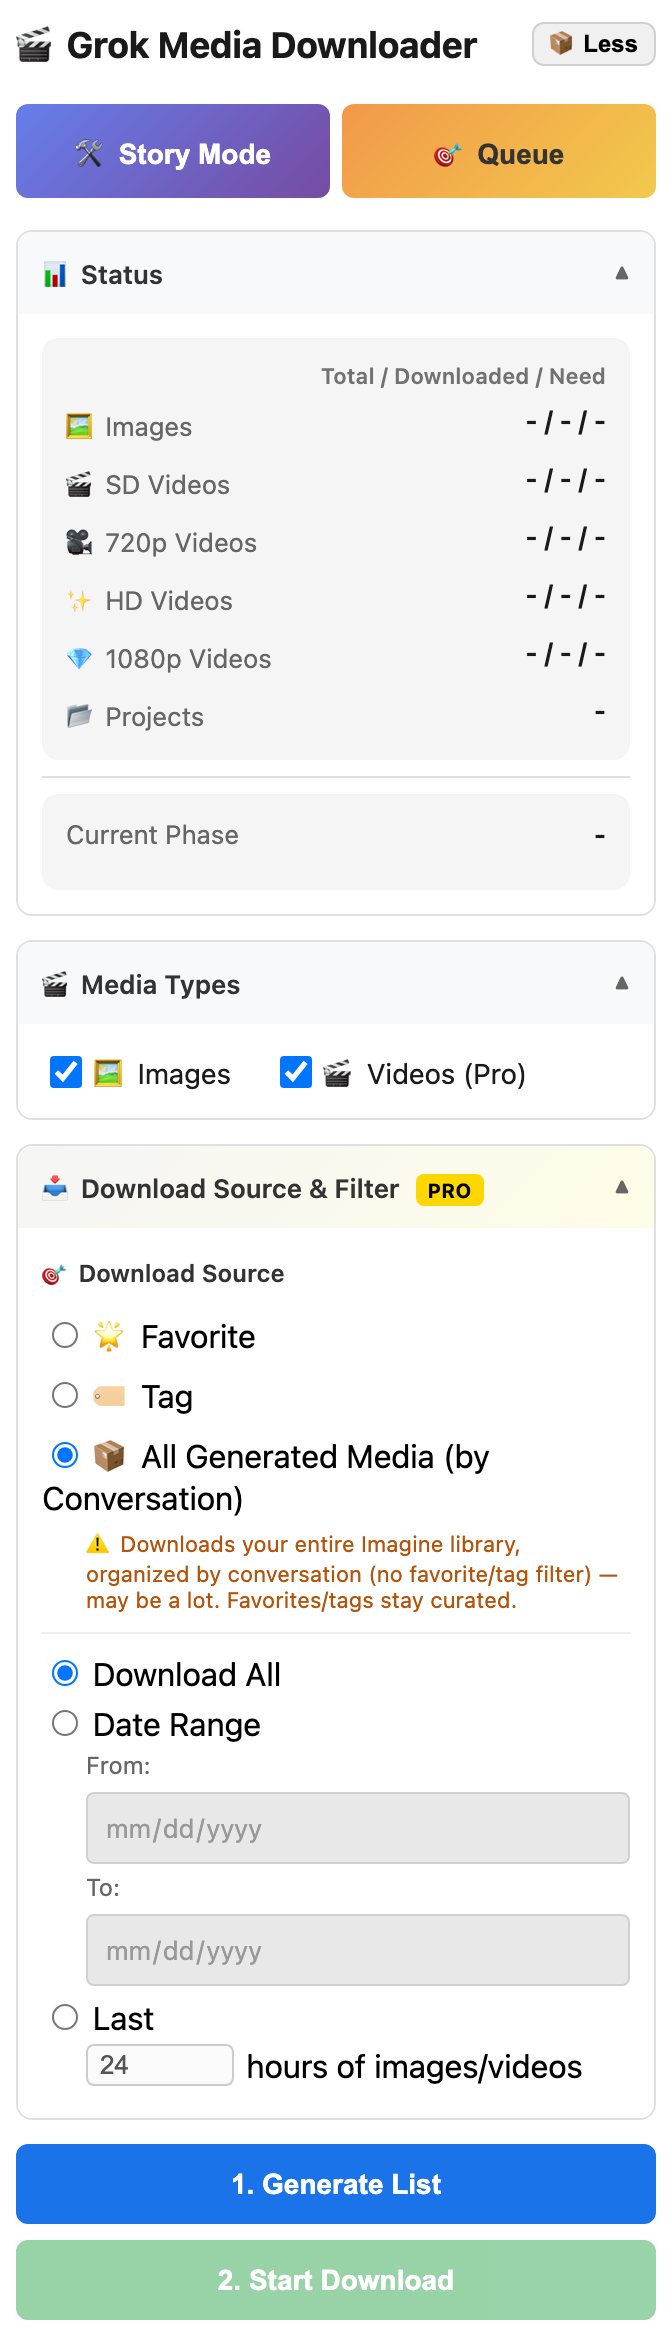 Grok Media Downloader
Less
Story Mode
Queue
Status
Total / Downloaded / Need
Images - / - / -
SD Videos - / - / -
720p Videos - / - / -
HD Videos - / - / -
1080p Videos - / - / -
Projects -
Current Phase -
Media Types
Images
Videos (Pro)
Download Source & Filter PRO
Download Source
Favorite
Tag
All Generated Media (by
Conversation)
Downloads your entire Imagine library,
organized by conversation (no favorite/tag filter) —
may be a lot. Favorites/tags stay curated.
Download All
Date Range
From:
mm/dd/yyyy
To:
mm/dd/yyyy
Last
24 hours of images/videos
1. Generate List
2. Start Download